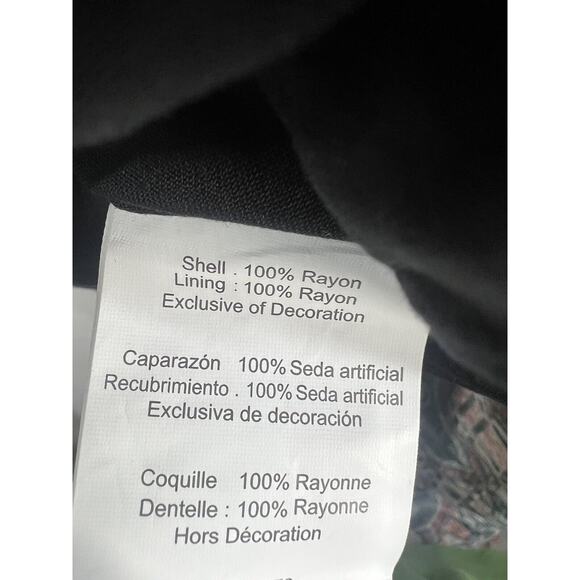 Shell . 100% Rayon
Lining : 100% Rayon
Exclusive of Decoration
Caparazón 100% Seda artificial
Recubrimiento . 100% Seda artificial
Exclusiva de decoración
Coquille 100% Rayonne
Dentelle : 100% Rayonne
Hors Décoration